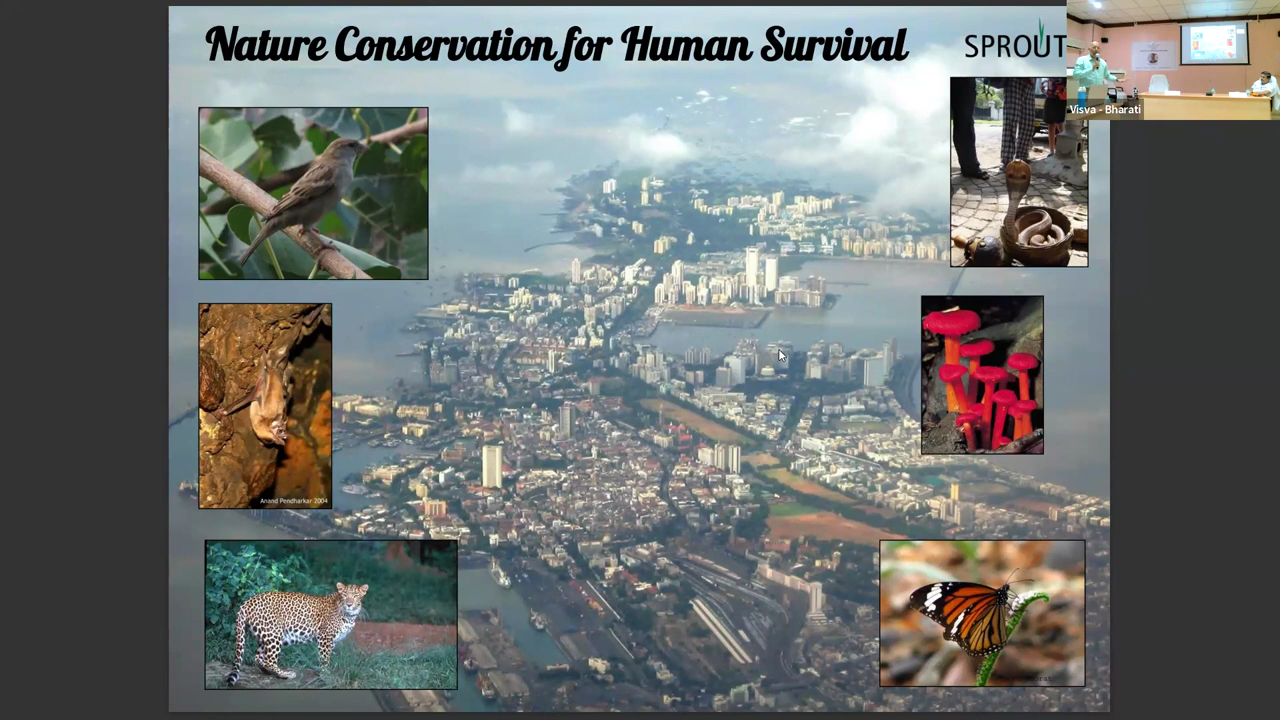 Nature Conservation for Human Survival
SPROUT
Visva - Bharati
Anand Pendharkar 2004